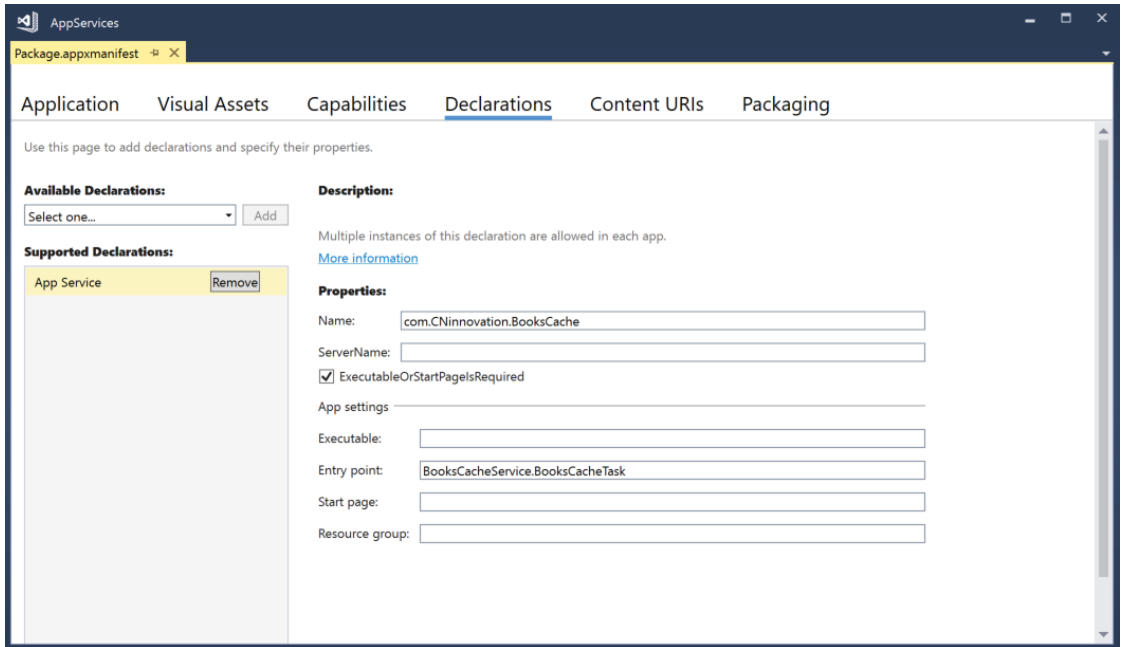 AppServices
Package.appxmanifest
Application Visual Assets Capabilities Declarations Content URIs Packaging
Use this page to add declarations and specify their properties.
Available Declarations:
Select one...
Add
Supported Declarations:
App Service
Remove
Description:
Multiple instances of this declaration are allowed in each app.
More information
Properties:
Name: com.CNinnovation.BooksCache
ServerName:
ExecutableOrStartPageIsRequired
App settings
Executable:
Entry point: BooksCacheService.BooksCacheTask
Start page:
Resource group: